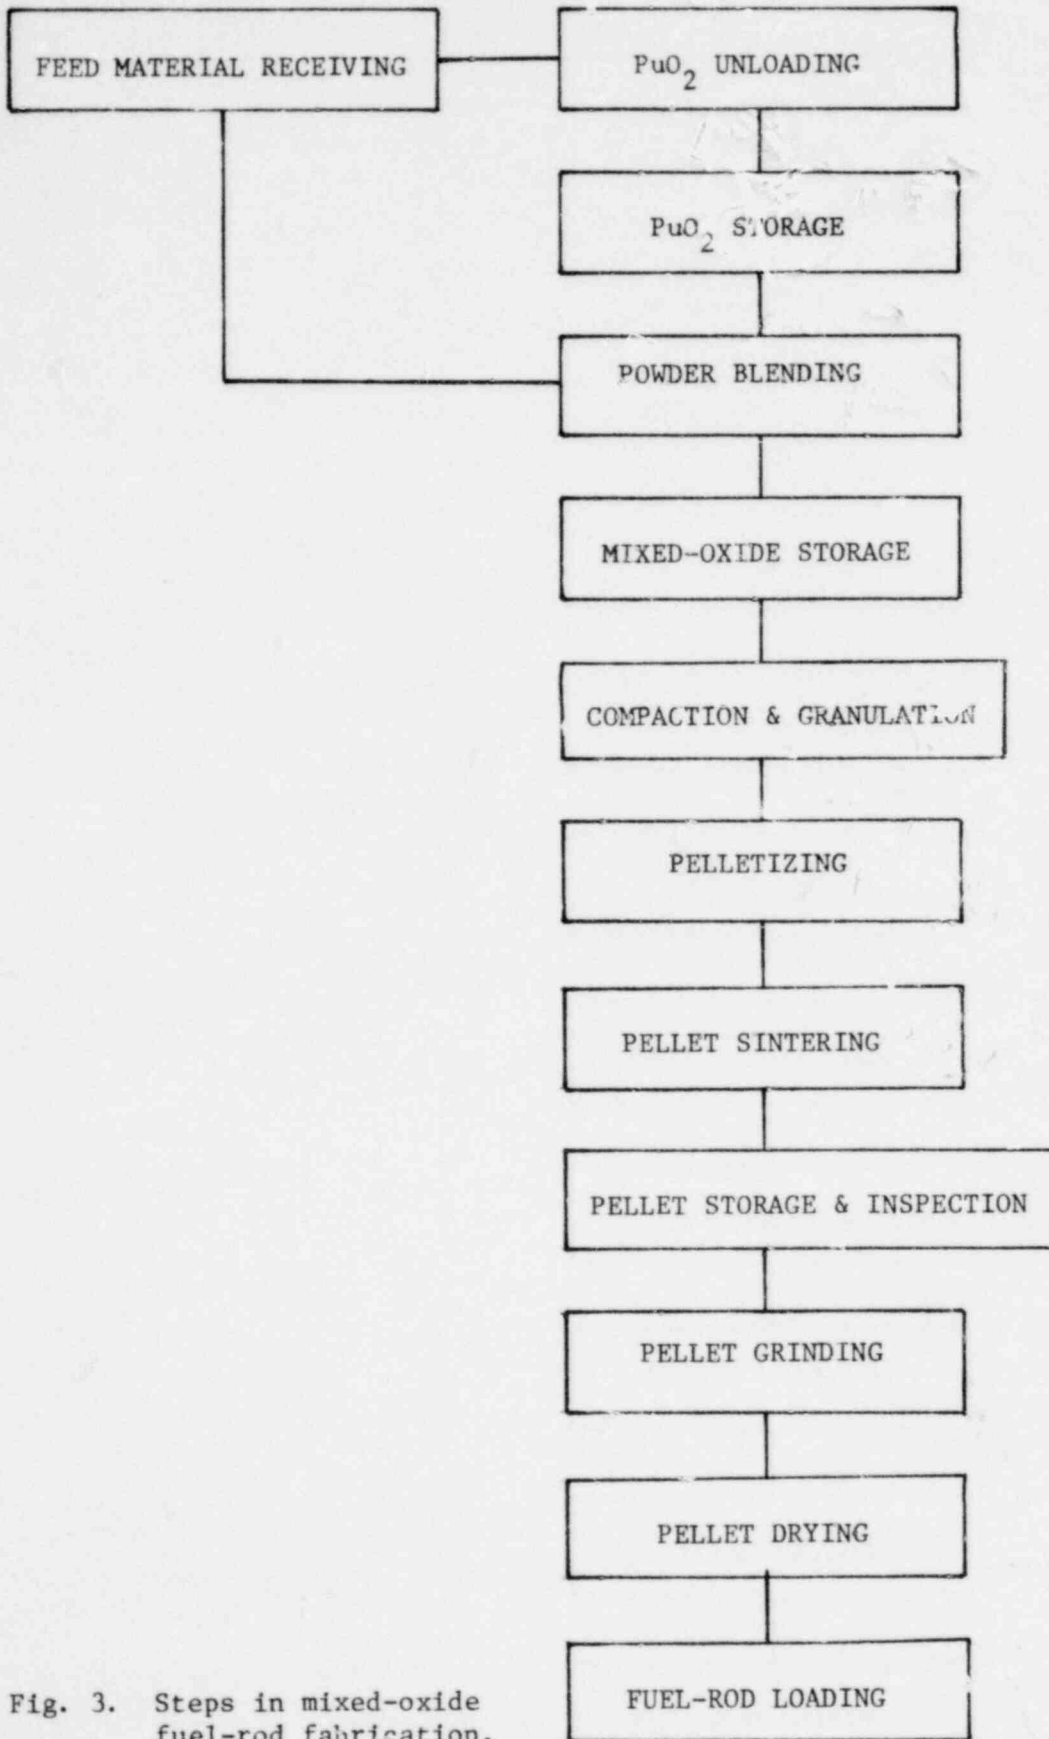 FEED MATERIAL RECEIVING
PuO₂ UNLOADING
PuO₂ STORAGE
POWDER BLENDING
MIXED-OXIDE STORAGE
COMPACTION & GRANULATION
PELLETIZING
PELLET SINTERING
PELLET STORAGE & INSPECTION
PELLET GRINDING
PELLET DRYING
FUEL-ROD LOADING
Fig. 3. Steps in mixed-oxide
fuel-rod fabrication.